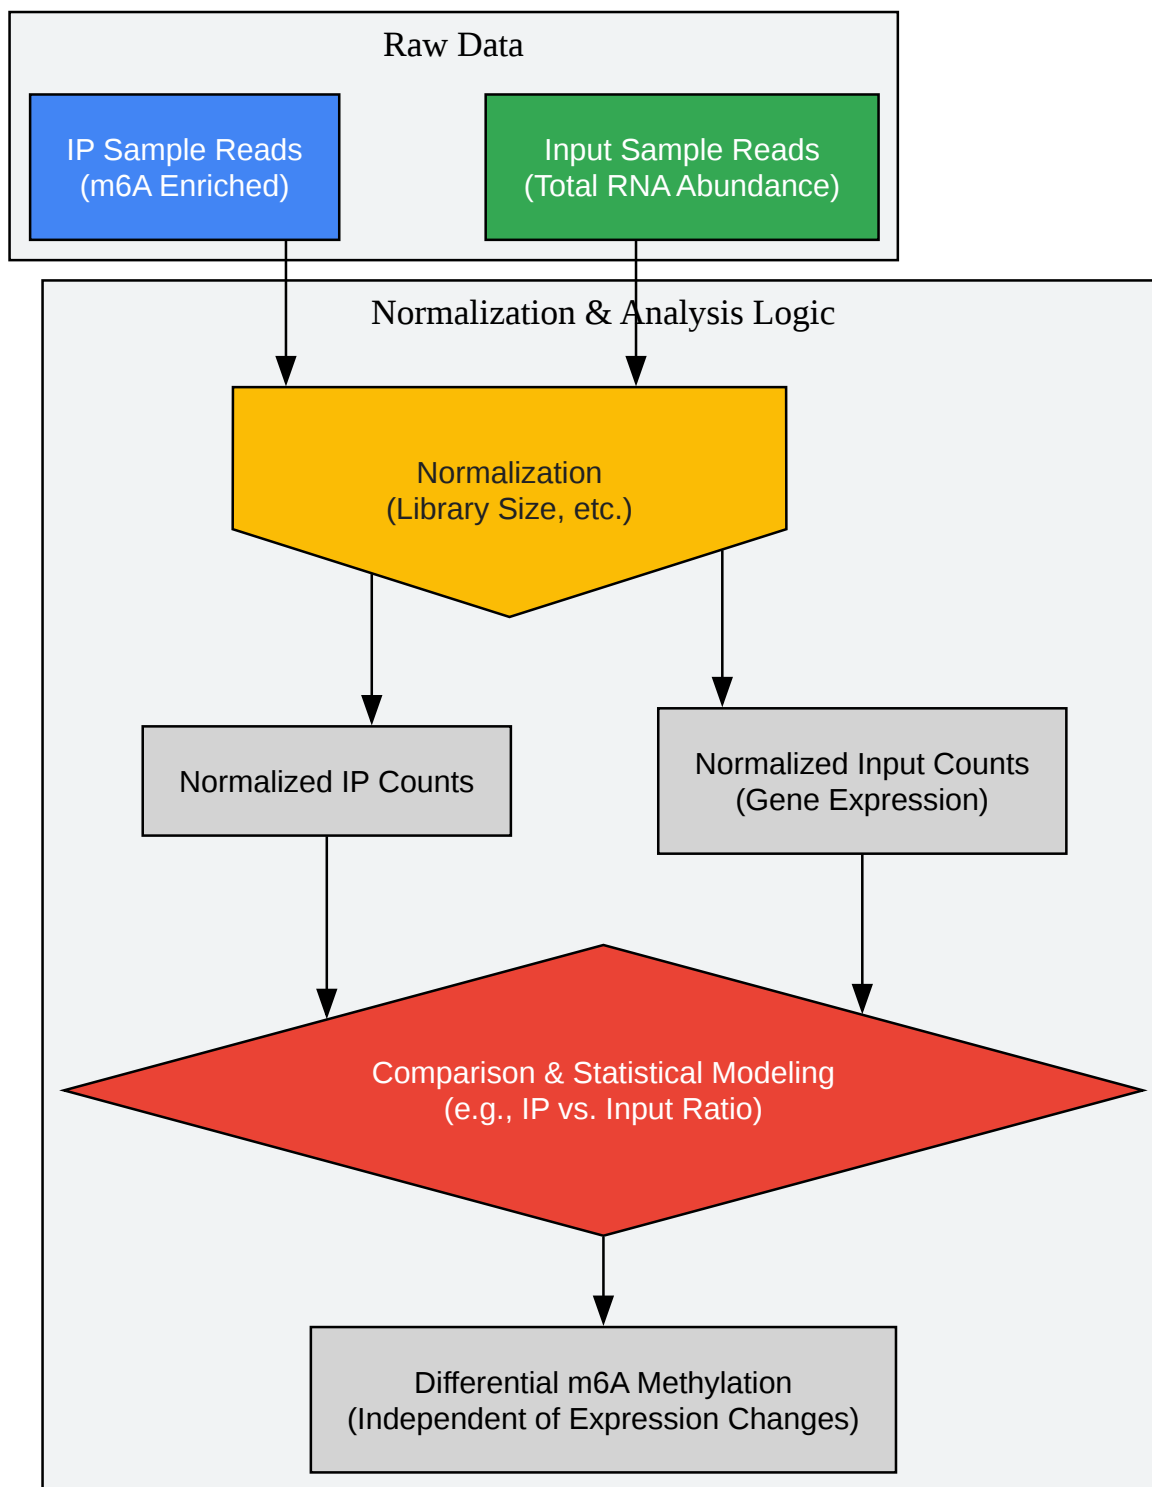 Raw Data
IP Sample Reads
(m6A Enriched)
Input Sample Reads
(Total RNA Abundance)
Normalization & Analysis Logic
Normalization
(Library Size, etc.)
Normalized IP Counts
Normalized Input Counts
(Gene Expression)
Comparison & Statistical Modeling
(e.g., IP vs. Input Ratio)
Differential m6A Methylation
(Independent of Expression Changes)